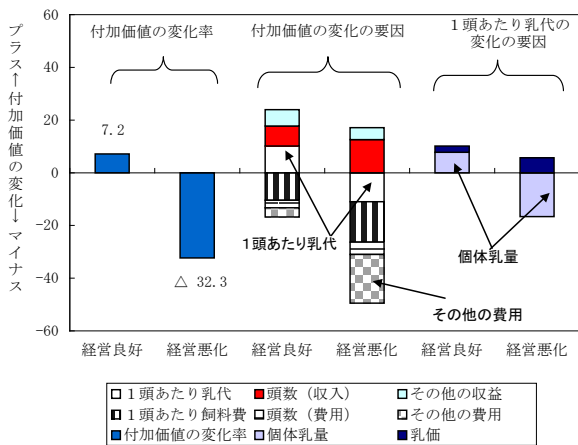 付加価値の変化率
付加価値の変化の要因
1頭あたり乳代の
変化の要因
プラス↑付加価値の変化↓マイナス
60
40
20
0
−20
−40
−60
7.2
△ 32.3
1頭あたり乳代
個体乳量
その他の費用
経営良好 経営悪化 経営良好 経営悪化 経営良好 経営悪化
1頭あたり乳代 頭数（収入） その他の収益
1頭あたり飼料費 頭数（費用） その他の費用
付加価値の変化率 個体乳量 乳価